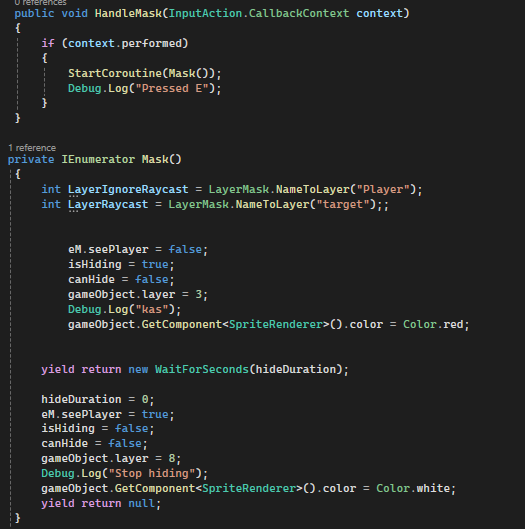 0 references
public void HandleMask(InputAction.CallbackContext context)
{
if (context.performed)
{
StartCoroutine(Mask());
Debug.Log("Pressed E");
}
}
1 reference
private IEnumerator Mask()
{
int LayerIgnoreRaycast = LayerMask.NameToLayer("Player");
int LayerRaycast = LayerMask.NameToLayer("target");;
eM.seePlayer = false;
isHiding = true;
canHide = false;
gameObject.layer = 3;
Debug.Log("kas");
gameObject.GetComponent<SpriteRenderer>().color = Color.red;
yield return new WaitForSeconds(hideDuration);
hideDuration = 0;
eM.seePlayer = true;
isHiding = false;
canHide = false;
gameObject.layer = 8;
Debug.Log("Stop hiding");
gameObject.GetComponent<SpriteRenderer>().color = Color.white;
yield return null;
}